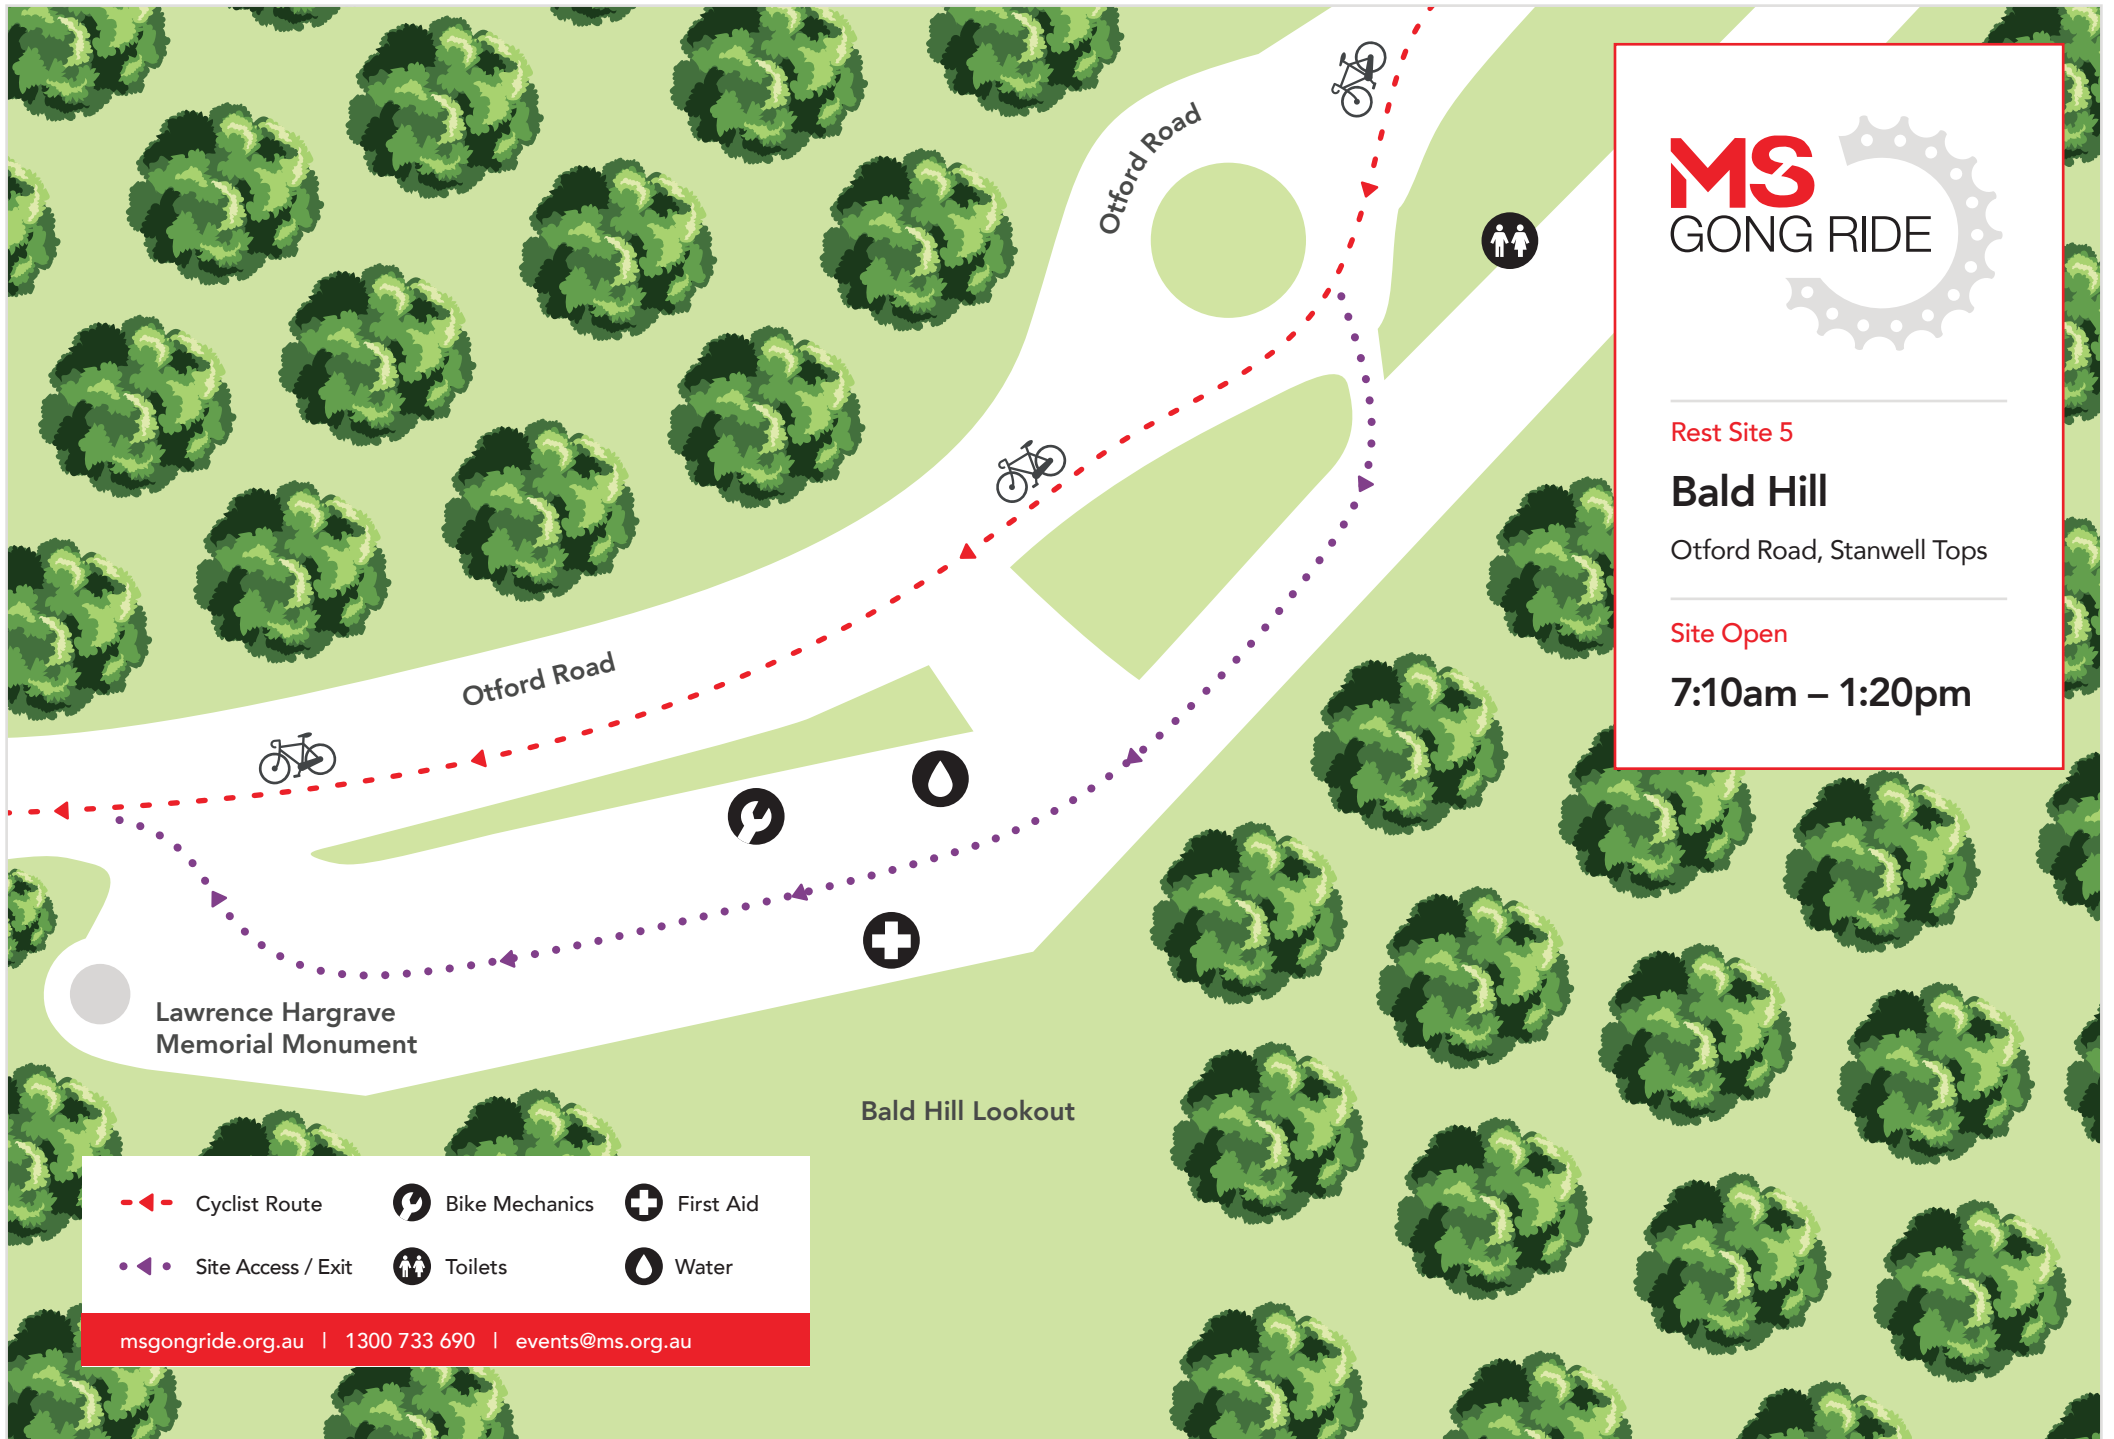 Otford Road
MS
GONG RIDE
Rest Site 5
Bald Hill
Otford Road, Stanwell Tops
Site Open
7:10am – 1:20pm
Otford Road
Lawrence Hargrave
Memorial Monument
Bald Hill Lookout
Cyclist Route
Bike Mechanics
First Aid
Site Access / Exit
Toilets
Water
msgongride.org.au | 1300 733 690 | events@ms.org.au